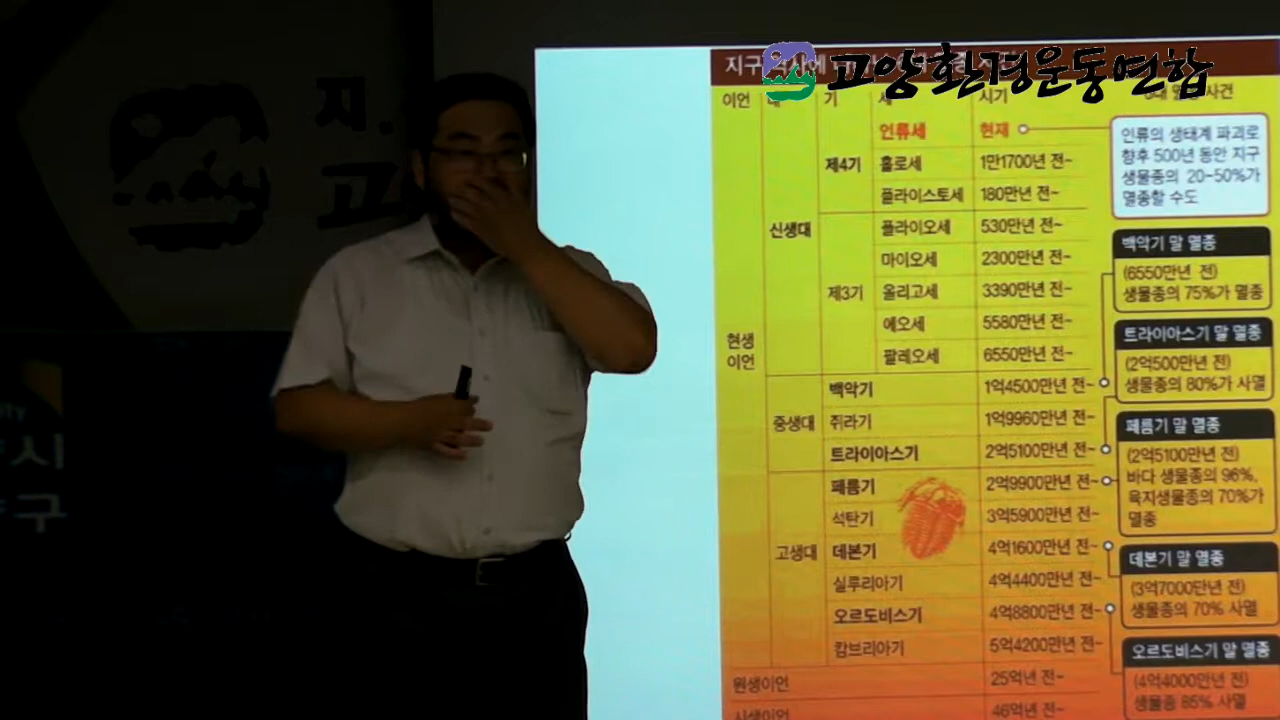 고양환경운동연합
이언 기 시기 사건
인류세 현재
인류의 생태계 파괴로
향후 500년 동안 지구
생물종의 20~50%가
멸종할 수도
제4기 홀로세 1만1700년 전~
플라이스토세 180만년 전~
신생대 플라이오세 530만년 전~
마이오세 2300만년 전~
제3기 올리고세 3390만년 전~
에오세 5580만년 전~
팔레오세 6550만년 전~
백악기 말 멸종
(6550만년 전)
생물종의 75%가 멸종
현생
이언
중생대 백악기 1억4500만년 전~
쥐라기 1억9960만년 전~
트라이아스기 2억5100만년 전~
트라이아스기 말 멸종
(2억500만년 전)
생물종의 80%가 사멸
고생대 페름기 2억9900만년 전~
석탄기 3억5900만년 전~
데본기 4억1600만년 전~
실루리아기 4억4400만년 전~
오르도비스기 4억8800만년 전~
캄브리아기 5억4200만년 전~
페름기 말 멸종
(2억5100만년 전)
바다 생물종의 96%,
육지생물종의 70%가
멸종
데본기 말 멸종
(3억7000만년 전)
생물종의 70% 사멸
오르도비스기 말 멸종
(4억4000만년 전)
생물종 85% 사멸
원생이언 25억년 전~
시생이언 46억년 전~
지.
고
시
구